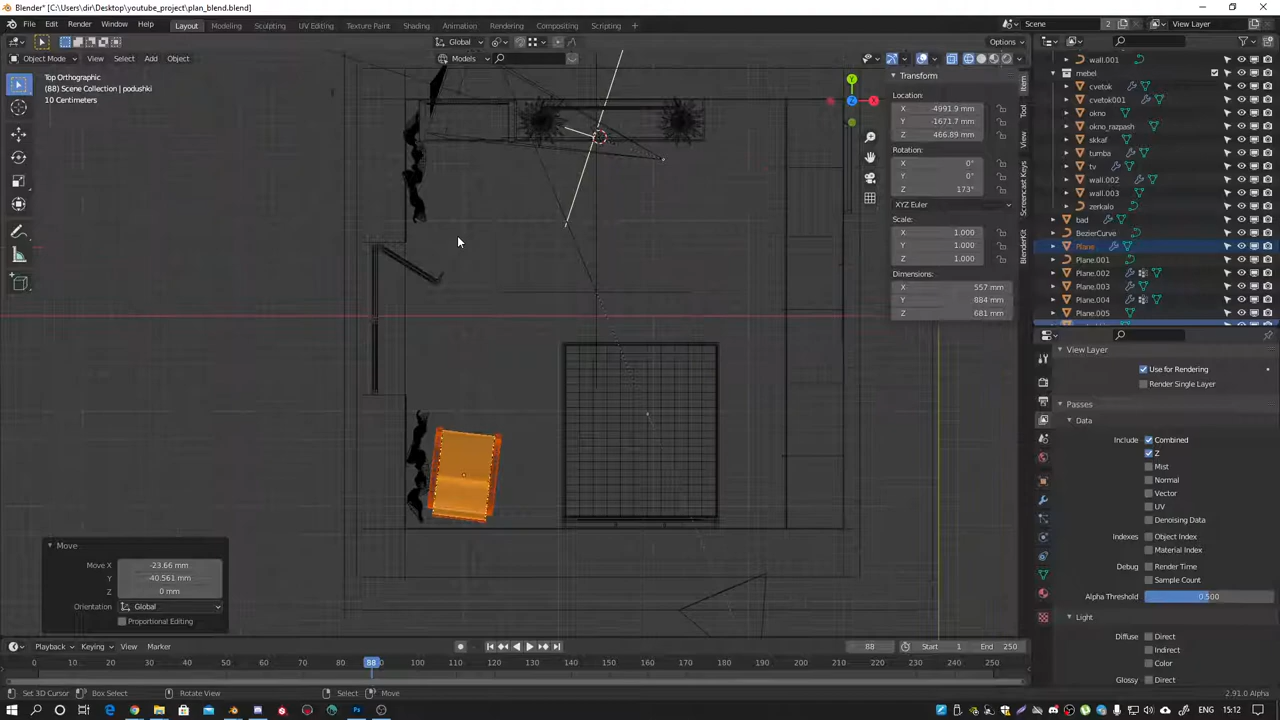 Blender* [C:\Users\dir\Desktop\youtube_project\plan_blend.blend]
File Edit Render Window Help Layout Modeling Sculpting UV Editing Texture Paint Shading Animation Rendering Compositing Scripting + Scene 2 View Layer
Global Options
Object Mode View Select Add Object Models
Top Orthographic
(88) Scene Collection | podushki
10 Centimeters
Y
X
Z
Transform
Location:
X -4991.9 mm
Y -1671.7 mm
Z 466.89 mm
Rotation:
X 0°
Y 0°
Z 173°
XYZ Euler
Scale:
X 1.000
Y 1.000
Z 1.000
Dimensions:
X 557 mm
Y 884 mm
Z 681 mm
Item
Tool
View
Screencast Keys
BlenderKit
wall.001
mebel
cvetok
cvetok001
okno
okno_razpash
skkaf
tumba
tv
wall.002
wall.003
zerkalo
bad
BezierCurve
Plane
Plane.001
Plane.002
Plane.003
Plane.004
Plane.005
View Layer
Use for Rendering
Render Single Layer
Passes
Data
Include Combined
Z
Mist
Normal
Vector
UV
Denoising Data
Indexes Object Index
Material Index
Debug Render Time
Sample Count
Alpha Threshold 0.500
Light
Diffuse Direct
Indirect
Color
Glossy Direct
Move
Move X -23.66 mm
Y -40.561 mm
Z 0 mm
Orientation Global
Proportional Editing
Playback Keying View Marker 88 Start 1 End 250
0 10 20 30 40 50 60 70 80 88 100 110 120 130 140 150 160 170 180 190 200 210 220 230 240 250
Set 3D Cursor Box Select Rotate View Select Move 2.91.0 Alpha
ENG 15:12